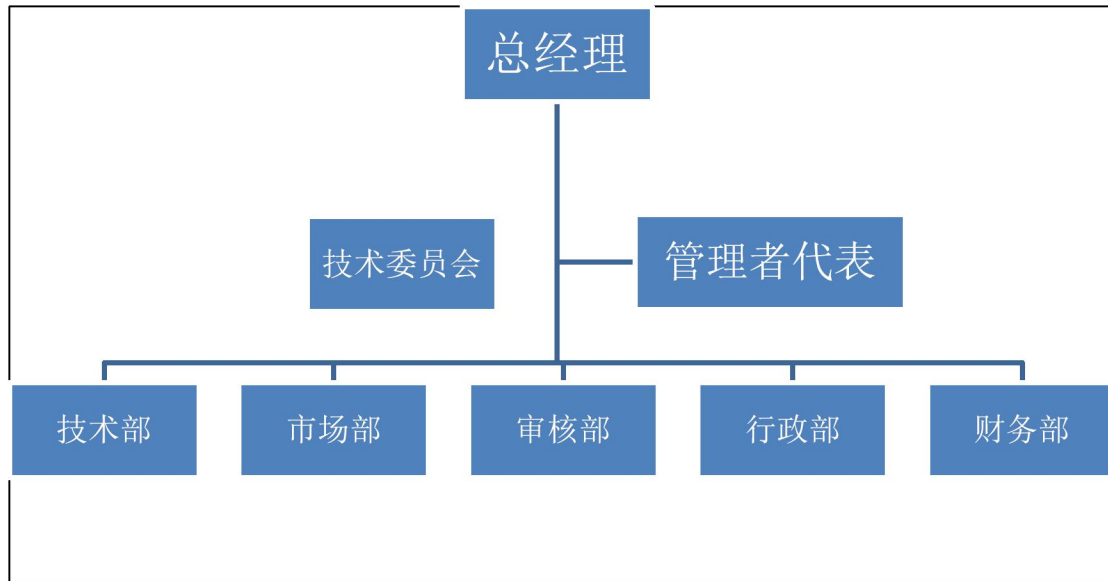 总经理
技术委员会
管理者代表
技术部
市场部
审核部
行政部
财务部